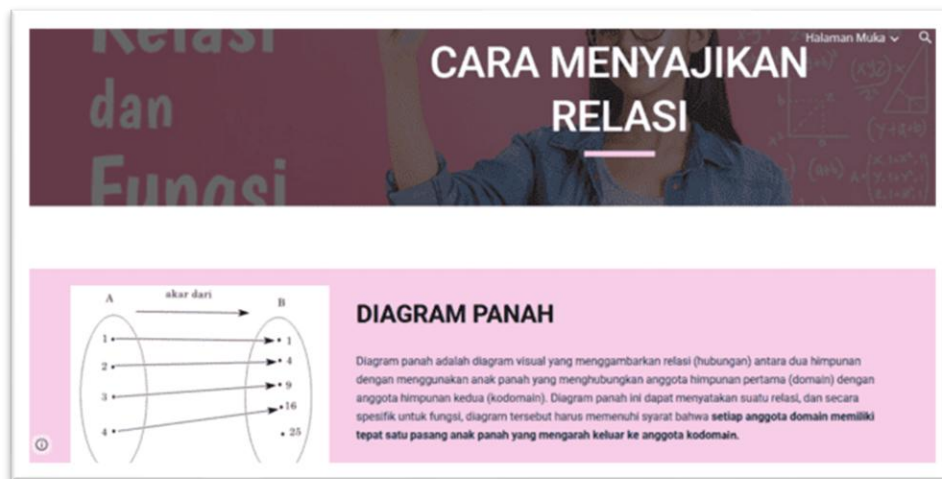 Relasi
dan
Fungsi
Halaman Muka
CARA MENYAJIKAN
RELASI
A akar dari B
1 1
2 4
3 9
4 16
25
DIAGRAM PANAH
Diagram panah adalah diagram visual yang menggambarkan relasi (hubungan) antara dua himpunan
dengan menggunakan anak panah yang menghubungkan anggota himpunan pertama (domain) dengan
anggota himpunan kedua (kodomain). Diagram panah ini dapat menyatakan suatu relasi, dan secara
spesifik untuk fungsi, diagram tersebut harus memenuhi syarat bahwa setiap anggota domain memiliki
tepat satu pasang anak panah yang mengarah keluar ke anggota kodomain.